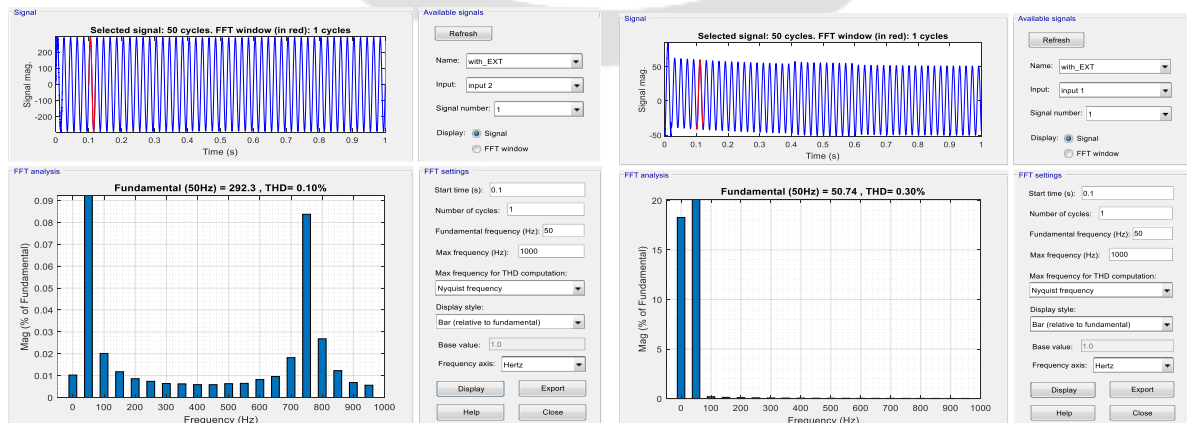 Signal
Selected signal: 50 cycles. FFT window (in red): 1 cycles
Signal mag.
200
100
0
-100
-200
0
0.1
0.2
0.3
0.4
0.5
0.6
0.7
0.8
0.9
1
Time (s)
Available signals
Refresh
Name: with_EXT
Input: input 2
Signal number: 1
Display: Signal
FFT window
FFT analysis
Fundamental (50Hz) = 292.3 , THD= 0.10%
Mag (% of Fundamental)
0.09
0.08
0.07
0.06
0.05
0.04
0.03
0.02
0.01
0
0
100
200
300
400
500
600
700
800
900
1000
Frequency (Hz)
FFT settings
Start time (s): 0.1
Number of cycles: 1
Fundamental frequency (Hz): 50
Max frequency (Hz): 1000
Max frequency for THD computation:
Nyquist frequency
Display style:
Bar (relative to fundamental)
Base value: 1.0
Frequency axis: Hertz
Display
Export
Help
Close
Signal
Selected signal: 50 cycles. FFT window (in red): 1 cycles
Signal mag.
50
0
-50
0
0.1
0.2
0.3
0.4
0.5
0.6
0.7
0.8
0.9
1
Time (s)
Available signals
Refresh
Name: with_EXT
Input: input 1
Signal number: 1
Display: Signal
FFT window
FFT analysis
Fundamental (50Hz) = 50.74 , THD= 0.30%
Mag (% of Fundamental)
20
15
10
5
0
0
100
200
300
400
500
600
700
800
900
1000
Frequency (Hz)
FFT settings
Start time (s): 0.1
Number of cycles: 1
Fundamental frequency (Hz): 50
Max frequency (Hz): 1000
Max frequency for THD computation:
Nyquist frequency
Display style:
Bar (relative to fundamental)
Base value: 1.0
Frequency axis: Hertz
Display
Export
Help
Close